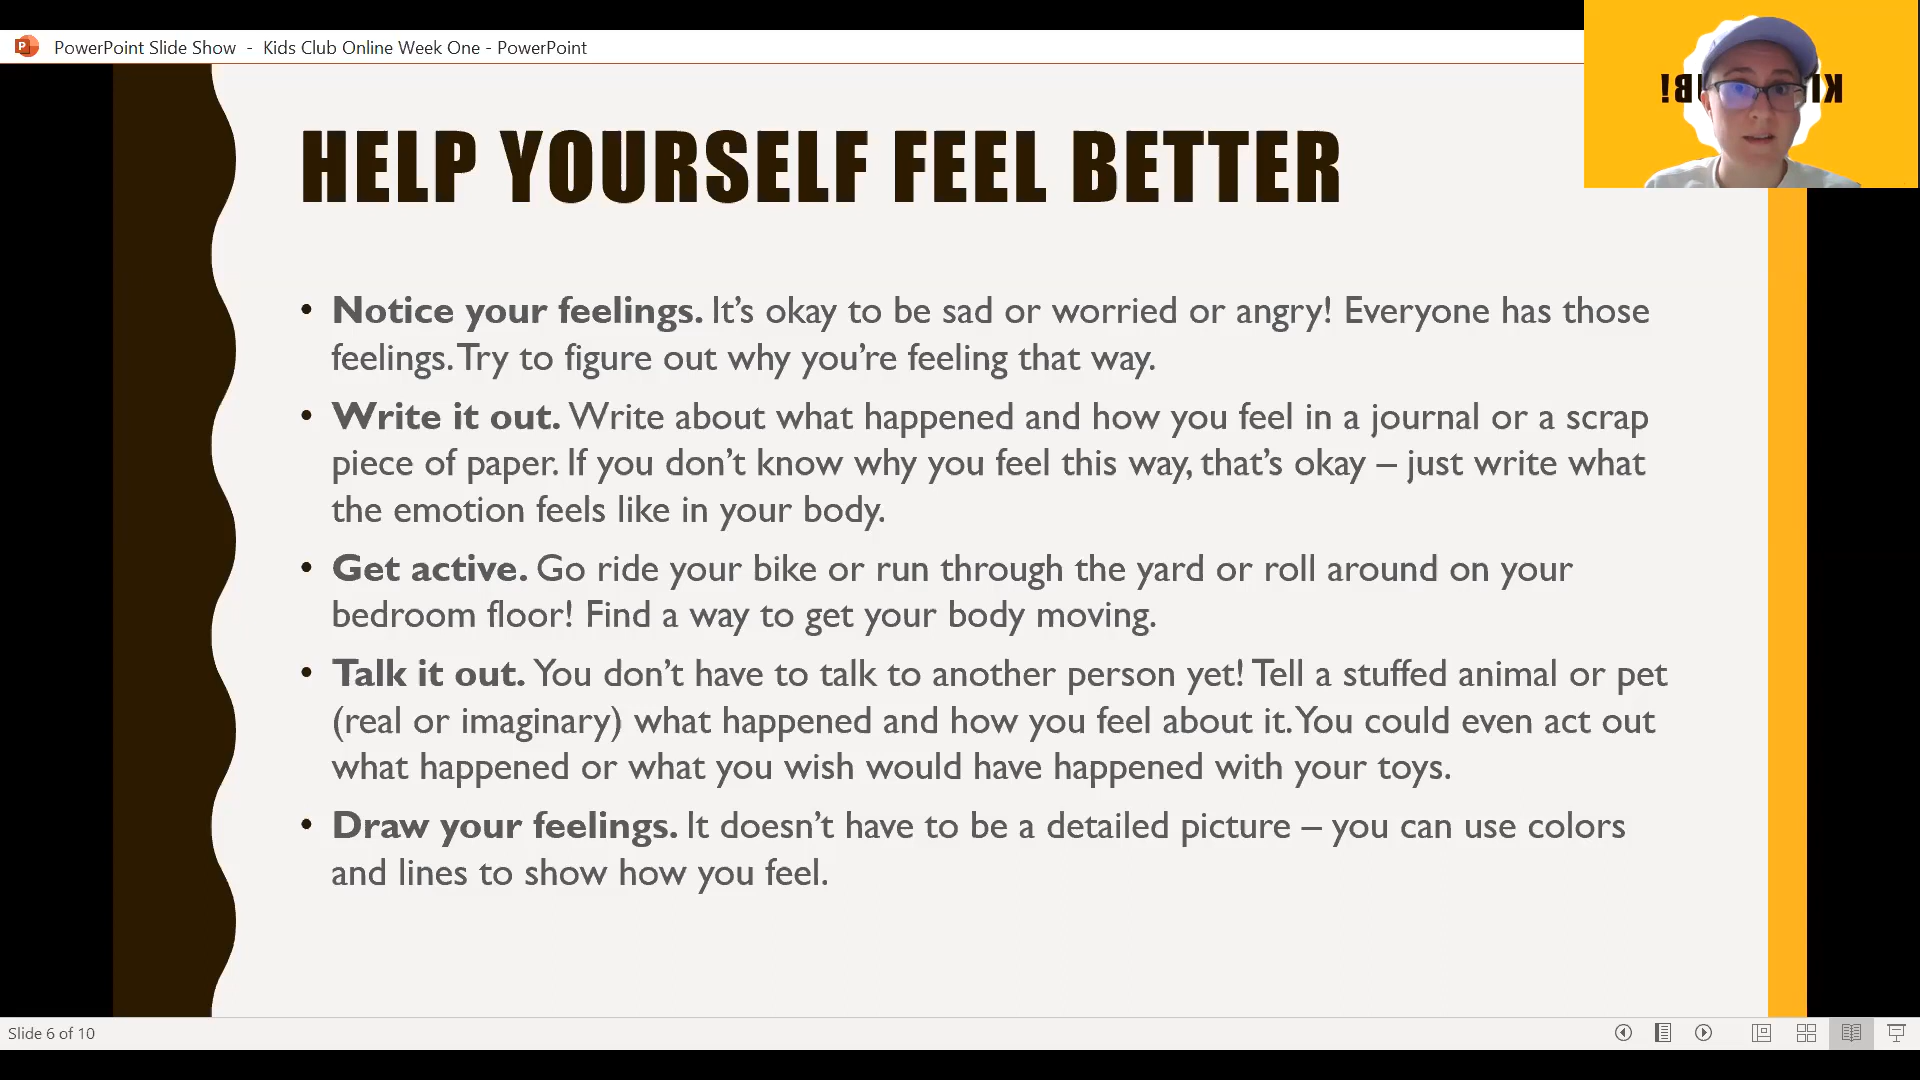 PowerPoint Slide Show - Kids Club Online Week One - PowerPoint
HELP YOURSELF FEEL BETTER
• Notice your feelings. It’s okay to be sad or worried or angry! Everyone has those
feelings. Try to figure out why you’re feeling that way.
• Write it out. Write about what happened and how you feel in a journal or a scrap
piece of paper. If you don’t know why you feel this way, that’s okay – just write what
the emotion feels like in your body.
• Get active. Go ride your bike or run through the yard or roll around on your
bedroom floor! Find a way to get your body moving.
• Talk it out. You don’t have to talk to another person yet! Tell a stuffed animal or pet
(real or imaginary) what happened and how you feel about it. You could even act out
what happened or what you wish would have happened with your toys.
• Draw your feelings. It doesn’t have to be a detailed picture – you can use colors
and lines to show how you feel.
Slide 6 of 10